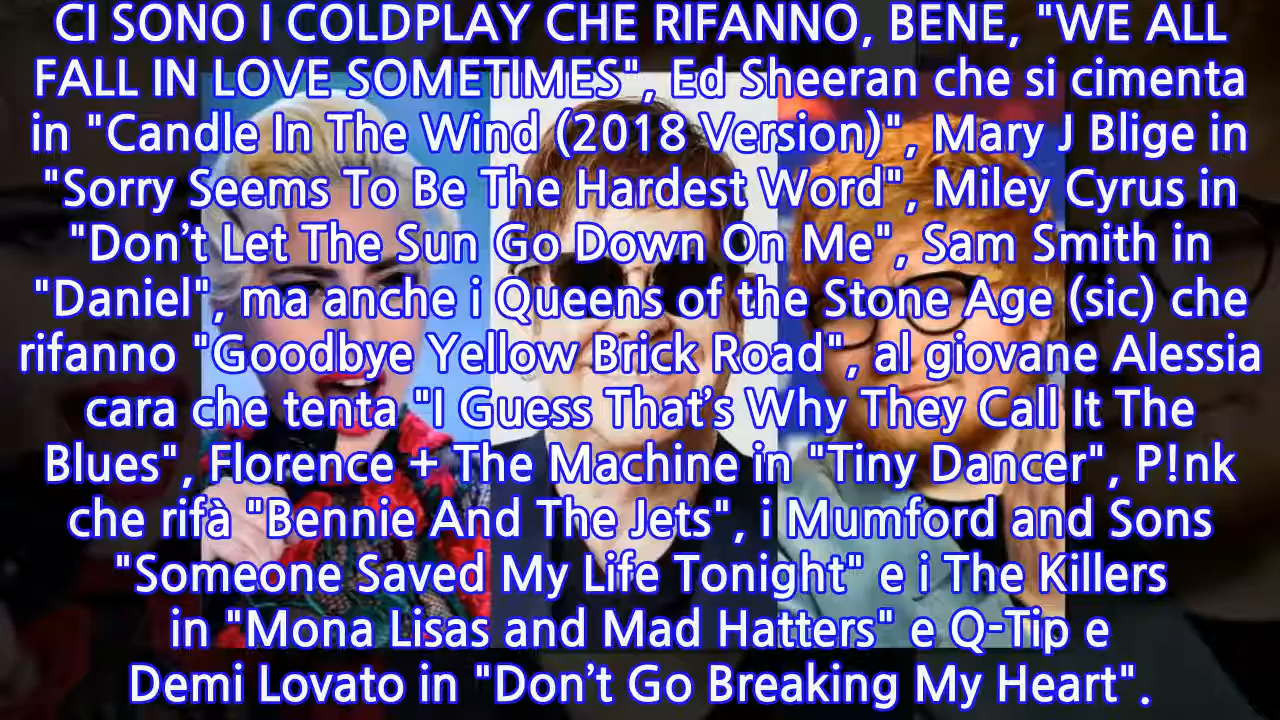 CI SONO I COLDPLAY CHE RIFANNO, BENE, "WE ALL
FALL IN LOVE SOMETIMES", Ed Sheeran che si cimenta
in "Candle In The Wind (2018 Version)", Mary J Blige in
"Sorry Seems To Be The Hardest Word", Miley Cyrus in
"Don’t Let The Sun Go Down On Me", Sam Smith in
"Daniel", ma anche i Queens of the Stone Age (sic) che
rifanno "Goodbye Yellow Brick Road", al giovane Alessia
cara che tenta "I Guess That’s Why They Call It The
Blues", Florence + The Machine in "Tiny Dancer", P!nk
che rifà "Bennie And The Jets", i Mumford and Sons
"Someone Saved My Life Tonight" e i The Killers
in "Mona Lisas and Mad Hatters" e Q-Tip e
Demi Lovato in "Don’t Go Breaking My Heart".